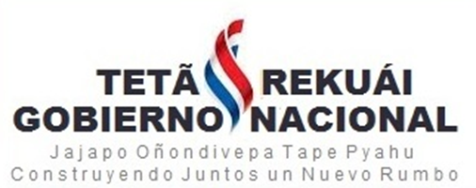 TETÃ REKUÁI
GOBIERNO NACIONAL
Jajapo Oñondivepa Tape Pyahu
Construyendo Juntos un Nuevo Rumbo